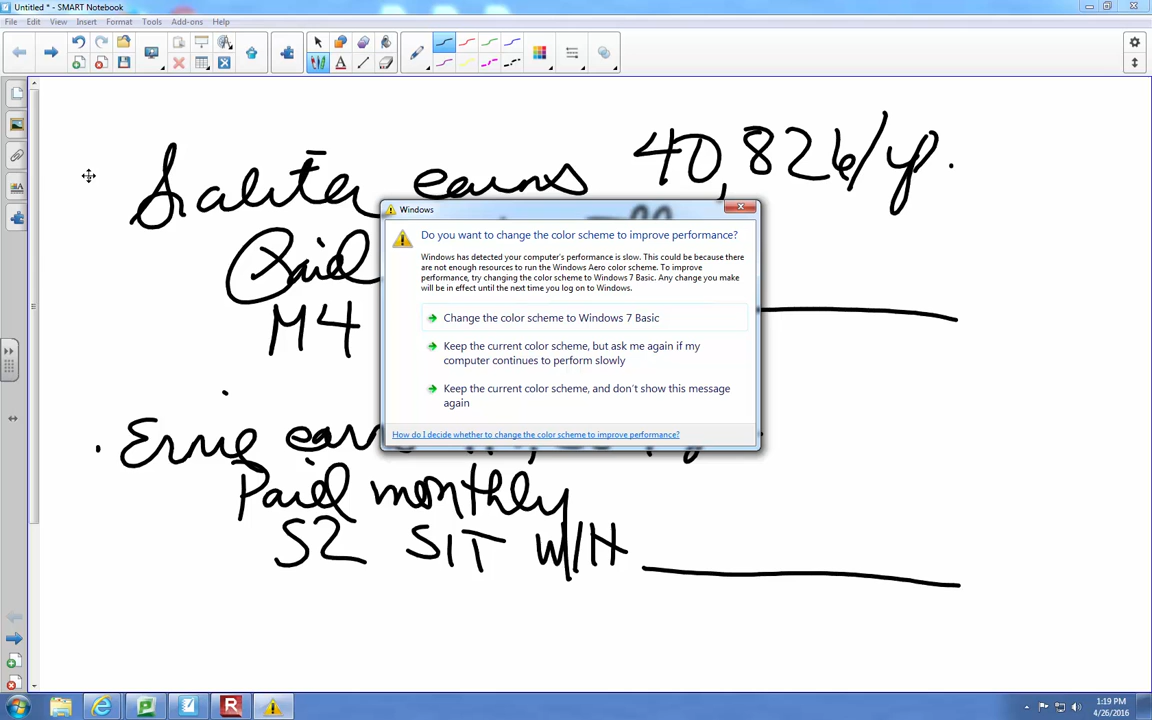 Untitled * - SMART Notebook
File Edit View Insert Format Tools Add-ons Help
earns 40,826/yr.
Paid
M4
Windows
Do you want to change the color scheme to improve performance?
Windows has detected your computer's performance is slow. This could be because there
are not enough resources to run the Windows Aero color scheme. To improve
performance, try changing the color scheme to Windows 7 Basic. Any change you make
will be in effect until the next time you log on to Windows.
Change the color scheme to Windows 7 Basic
Keep the current color scheme, but ask me again if my
computer continues to perform slowly
Keep the current color scheme, and don't show this message
again
How do I decide whether to change the color scheme to improve performance?
Ernie
Paid monthly
S2 SIT W/H
1:19 PM
4/26/2016